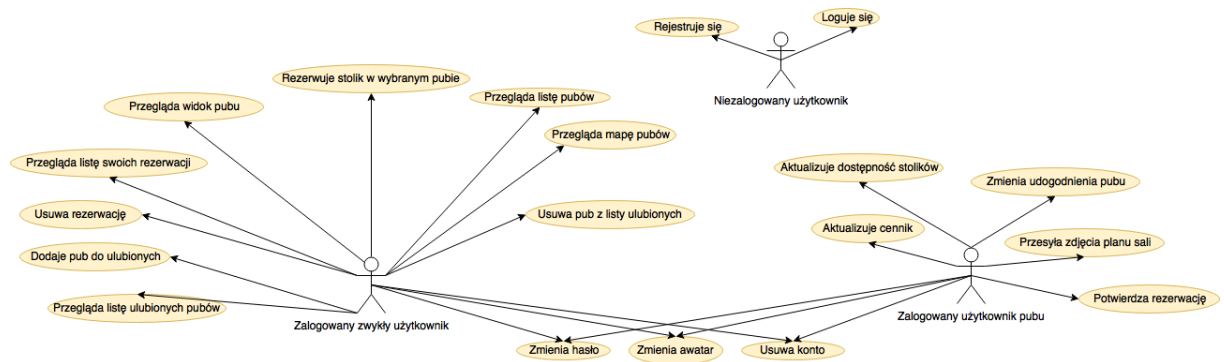 Rejestruje się
Loguje się
Niezalogowany użytkownik
Rezerwuje stolik w wybranym pubie
Przegląda listę pubów
Przegląda widok pubu
Przegląda mapę pubów
Przegląda listę swoich rezerwacji
Usuwa rezerwację
Usuwa pub z listy ulubionych
Dodaje pub do ulubionych
Przegląda listę ulubionych pubów
Zalogowany zwykły użytkownik
Aktualizuje dostępność stolików
Zmienia udogodnienia pubu
Aktualizuje cennik
Przesyła zdjęcia planu sali
Potwierdza rezerwację
Zalogowany użytkownik pubu
Zmienia hasło
Zmienia awatar
Usuwa konto